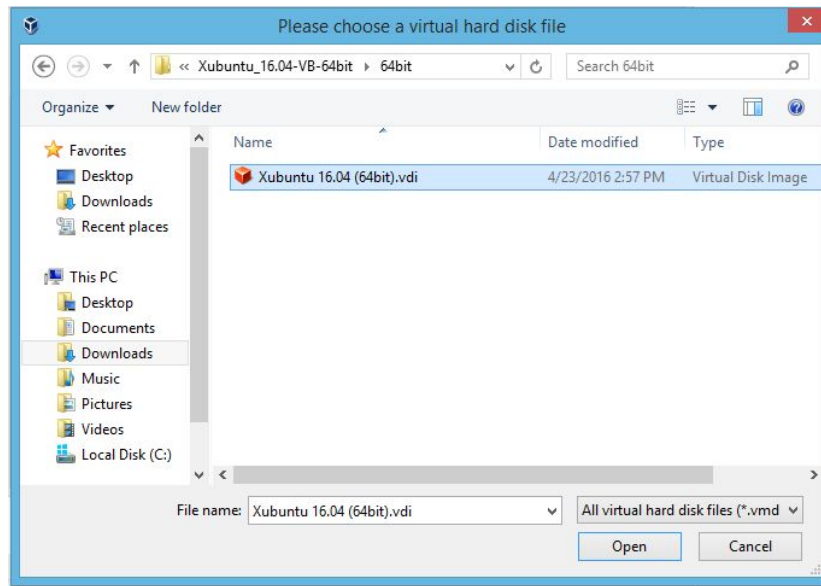 Please choose a virtual hard disk file
« Xubuntu_16.04-VB-64bit ▸ 64bit
Search 64bit
Organize ▾ New folder
Name Date modified Type
Xubuntu 16.04 (64bit).vdi 4/23/2016 2:57 PM Virtual Disk Image
Favorites
Desktop
Downloads
Recent places
This PC
Desktop
Documents
Downloads
Music
Pictures
Videos
Local Disk (C:)
File name: Xubuntu 16.04 (64bit).vdi All virtual hard disk files (*.vmd
Open Cancel